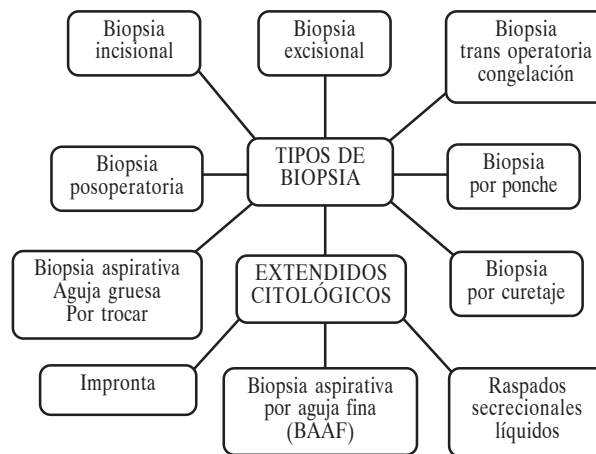 Biopsia
incisional
Biopsia
excisional
Biopsia
trans operatoria
congelación
Biopsia
posoperatoria
TIPOS DE
BIOPSIA
Biopsia
por ponche
Biopsia aspirativa
Aguja gruesa
Por trocar
EXTENDIDOS
CITOLÓGICOS
Biopsia
por curetaje
Impronta
Biopsia aspirativa
por aguja fina
(BAAF)
Raspados
secrecionales
líquidos